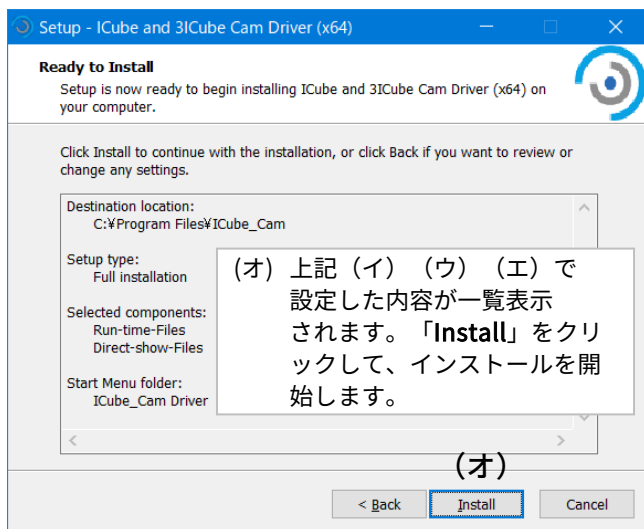 Setup - ICube and 3ICube Cam Driver (x64)
Ready to Install
Setup is now ready to begin installing ICube and 3ICube Cam Driver (x64) on
your computer.
Click Install to continue with the installation, or click Back if you want to review or
change any settings.
Destination location:
C:¥Program Files¥ICube_Cam
Setup type:
Full installation
Selected components:
Run-time-Files
Direct-show-Files
Start Menu folder:
ICube_Cam Driver
(オ) 上記（イ）（ウ）（エ）で
設定した内容が一覧表示
されます。「Install」をクリ
ックして、インストールを開
始します。
（オ）
< Back
Install
Cancel